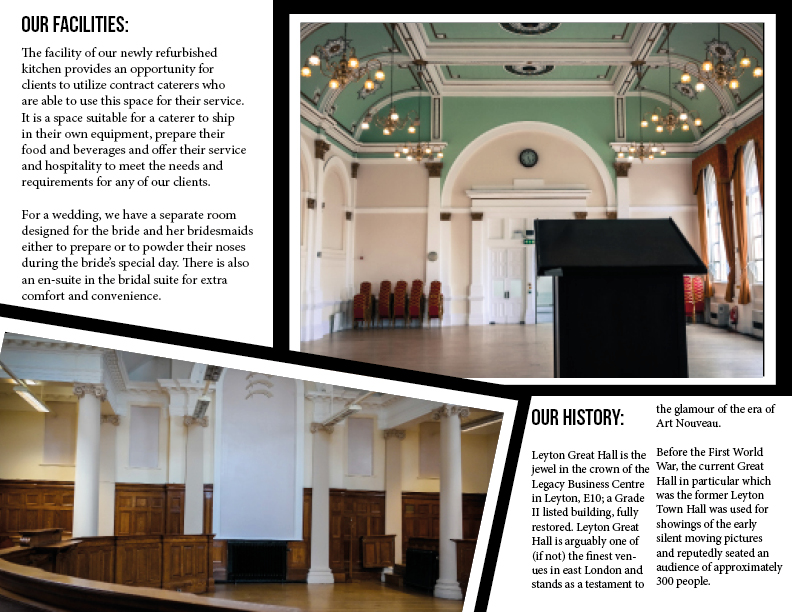 OUR FACILITIES:
The facility of our newly refurbished
kitchen provides an opportunity for
clients to utilize contract caterers who
are able to use this space for their service.
It is a space suitable for a caterer to ship
in their own equipment, prepare their
food and beverages and offer their service
and hospitality to meet the needs and
requirements for any of our clients.
For a wedding, we have a separate room
designed for the bride and her bridesmaids
either to prepare or to powder their noses
during the bride's special day. There is also
an en-suite in the bridal suite for extra
comfort and convenience.
OUR HISTORY:
Leyton Great Hall is the
jewel in the crown of the
Legacy Business Centre
in Leyton, E10; a Grade
II listed building, fully
restored. Leyton Great
Hall is arguably one of
(if not) the finest ven-
ues in east London and
stands as a testament to
the glamour of the era of
Art Nouveau.
Before the First World
War, the current Great
Hall in particular which
was the former Leyton
Town Hall was used for
showings of the early
silent moving pictures
and reputedly seated an
audience of approximately
300 people.